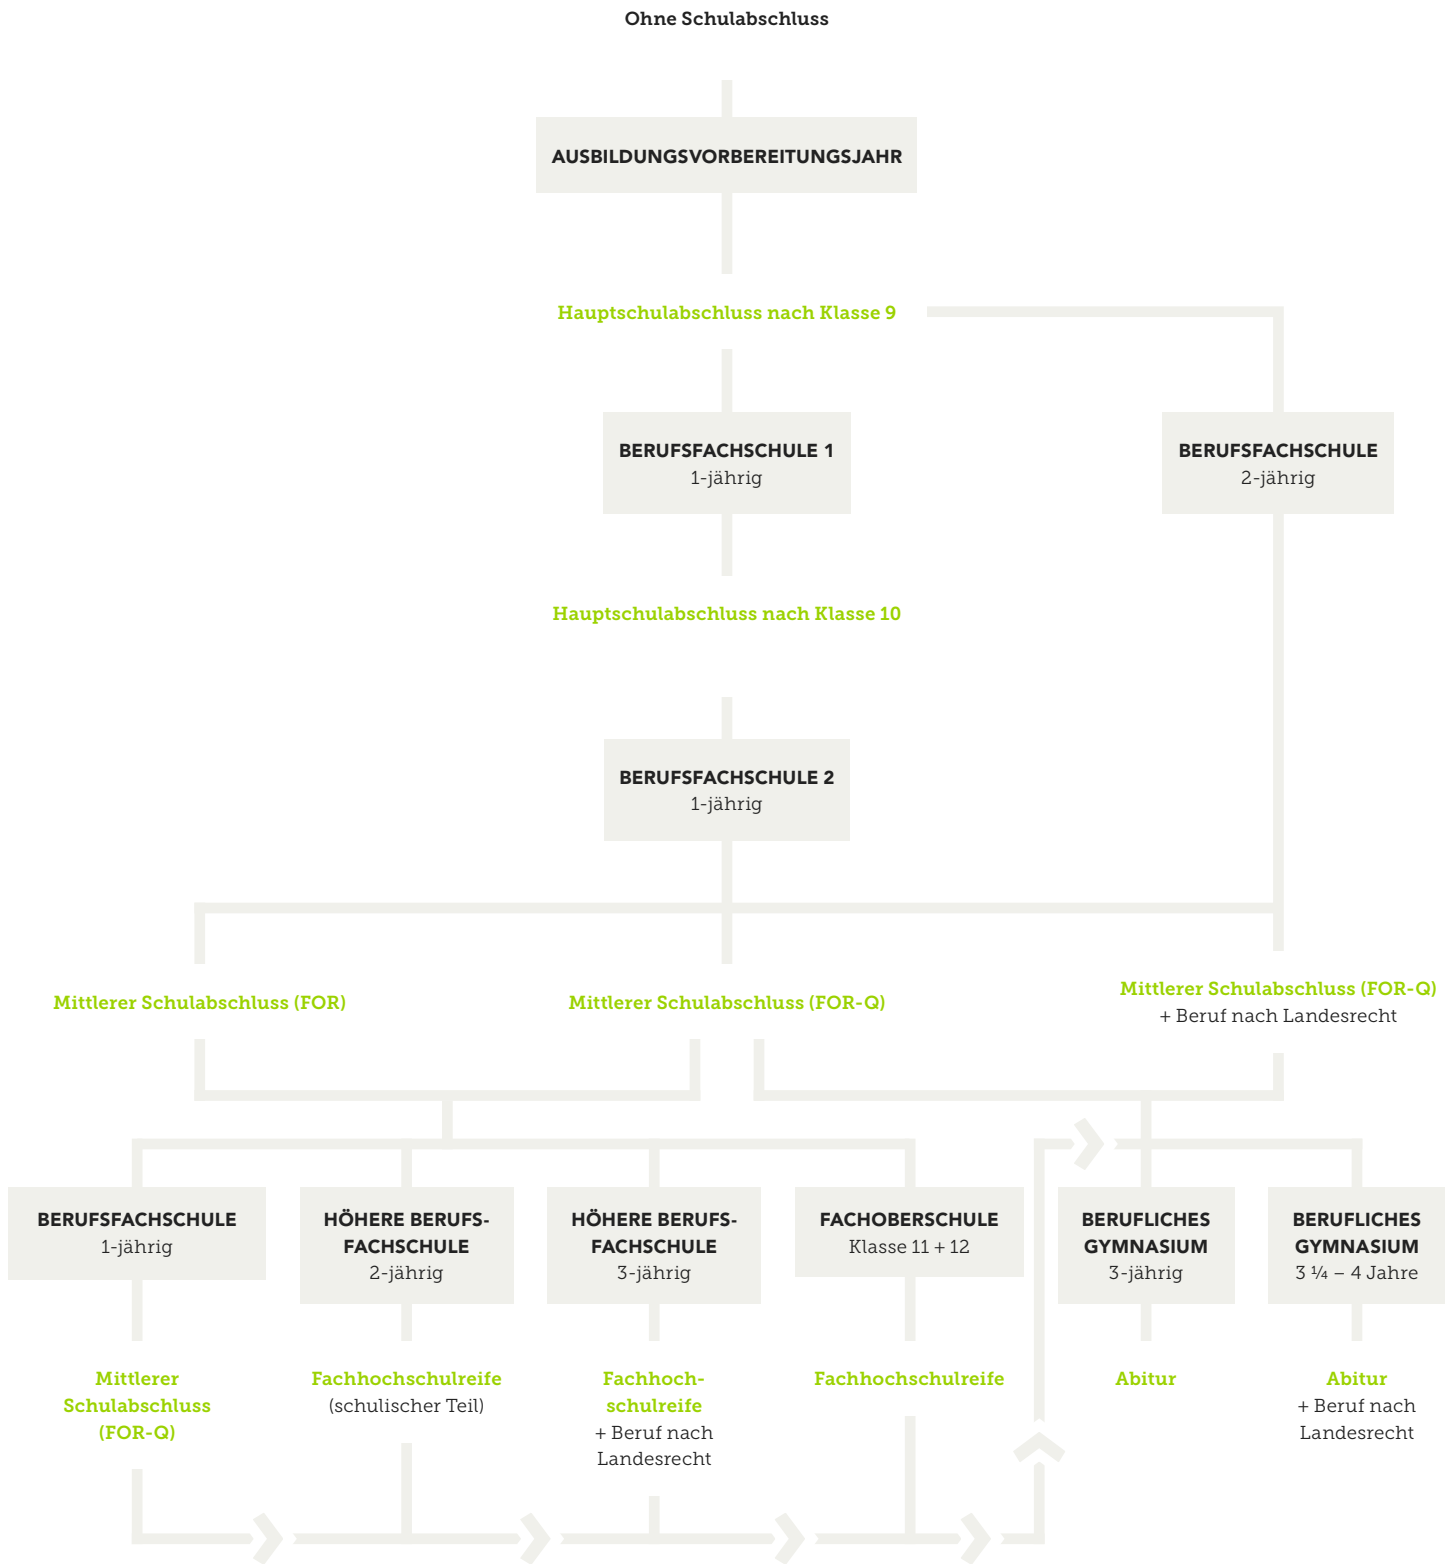 Ohne Schulabschluss
AUSBILDUNGSVORBEREITUNGSJAHR
Hauptschulabschluss nach Klasse 9
BERUFSFACHSCHULE 1
1-jährig
BERUFSFACHSCHULE
2-jährig
Hauptschulabschluss nach Klasse 10
BERUFSFACHSCHULE 2
1-jährig
Mittlerer Schulabschluss (FOR)
Mittlerer Schulabschluss (FOR-Q)
Mittlerer Schulabschluss (FOR-Q)
+ Beruf nach Landesrecht
BERUFSFACHSCHULE
1-jährig
HÖHERE BERUFS-
FACHSCHULE
2-jährig
HÖHERE BERUFS-
FACHSCHULE
3-jährig
FACHOBERSCHULE
Klasse 11 + 12
BERUFLICHES
GYMNASIUM
3-jährig
BERUFLICHES
GYMNASIUM
3 ¼ – 4 Jahre
Mittlerer
Schulabschluss
(FOR-Q)
Fachhochschulreife
(schulischer Teil)
Fachhoch-
schulreife
+ Beruf nach
Landesrecht
Fachhochschulreife
Abitur
Abitur
+ Beruf nach
Landesrecht